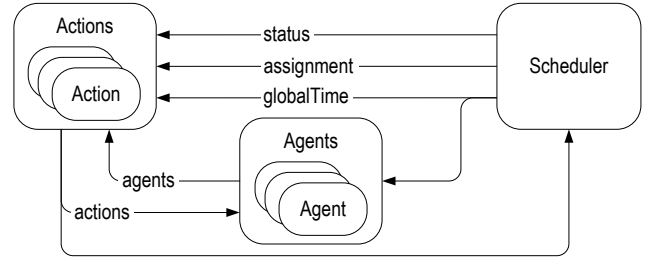 Actions
Action
status
assignment
globalTime
Scheduler
Agents
Agent
agents
actions